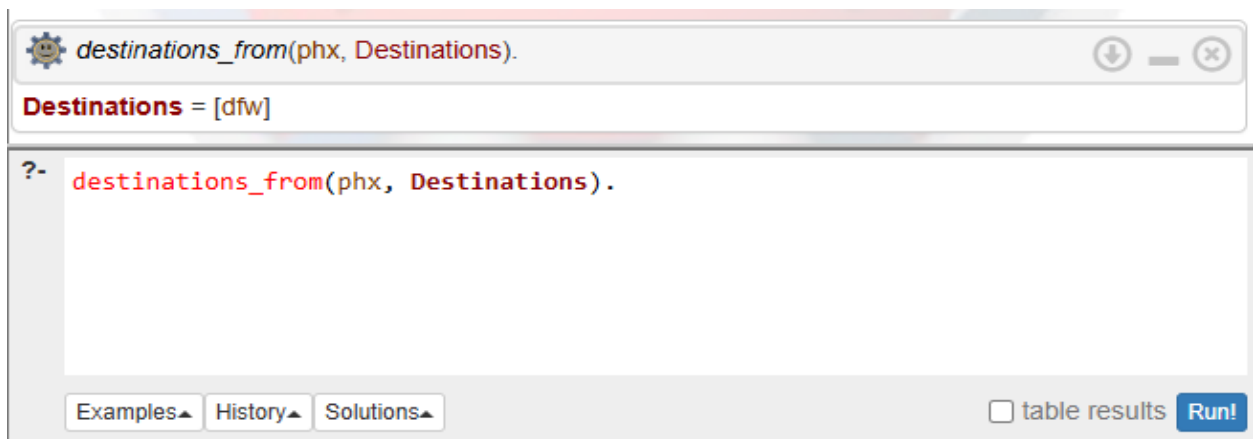 destinations_from(phx, Destinations).
Destinations = [dfw]
?- destinations_from(phx, Destinations).
Examples▴ History▴ Solutions▴ table results Run!